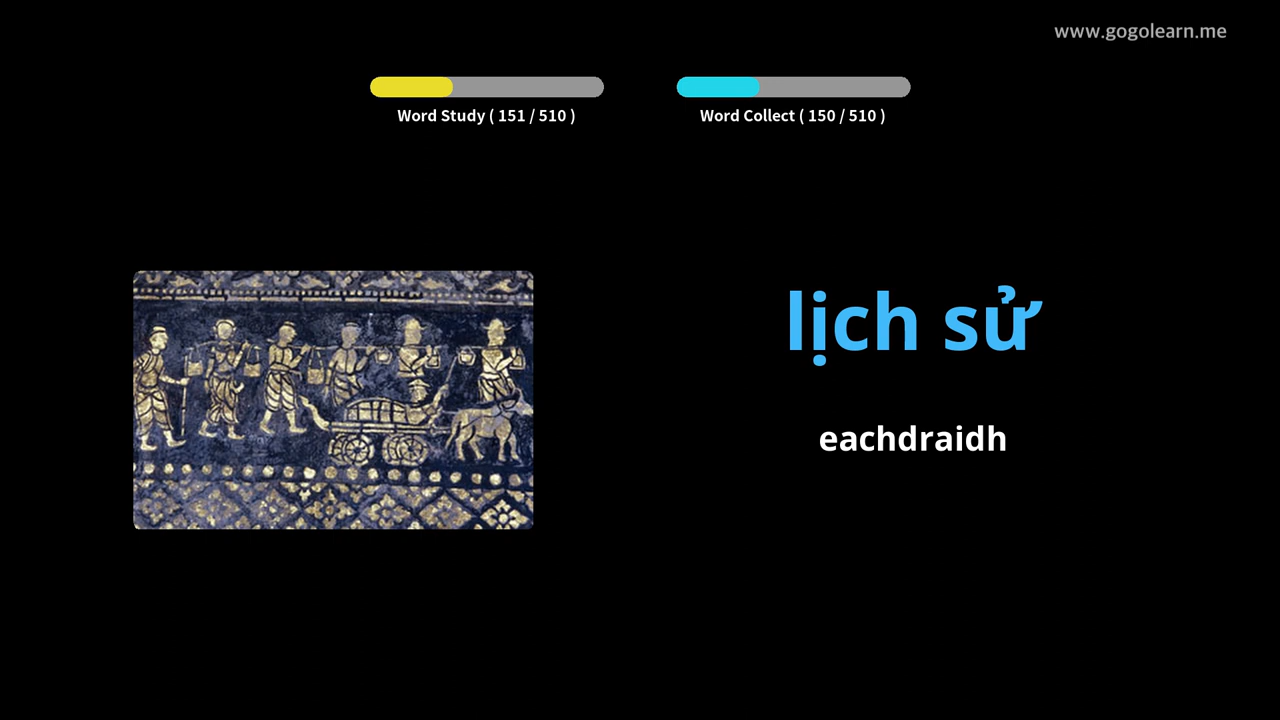 www.gogolearn.me
Word Study ( 151 / 510 )
Word Collect ( 150 / 510 )
lịch sử
eachdraidh